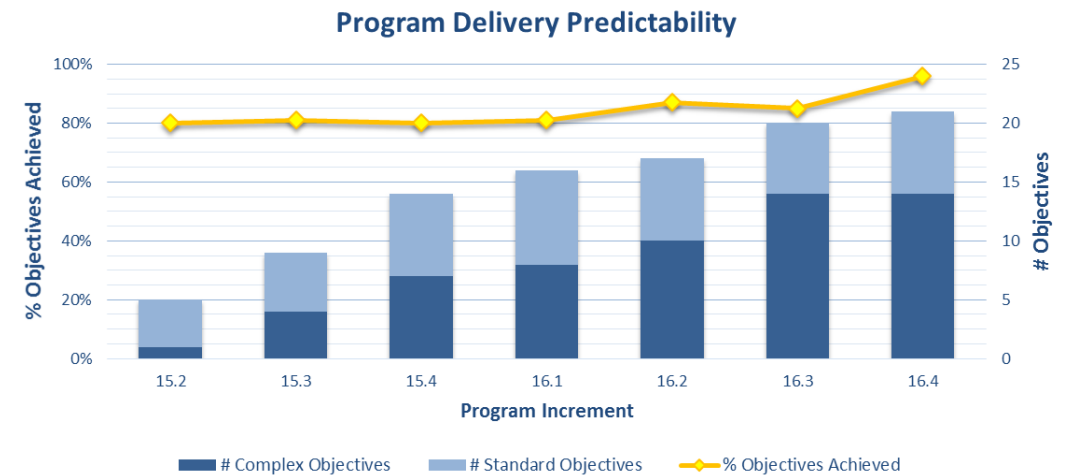 Program Delivery Predictability
% Objectives Achieved
100%
80%
60%
40%
20%
0%
25
20
15
10
5
0
# Objectives
15.2 15.3 15.4 16.1 16.2 16.3 16.4
Program Increment
# Complex Objectives # Standard Objectives % Objectives Achieved